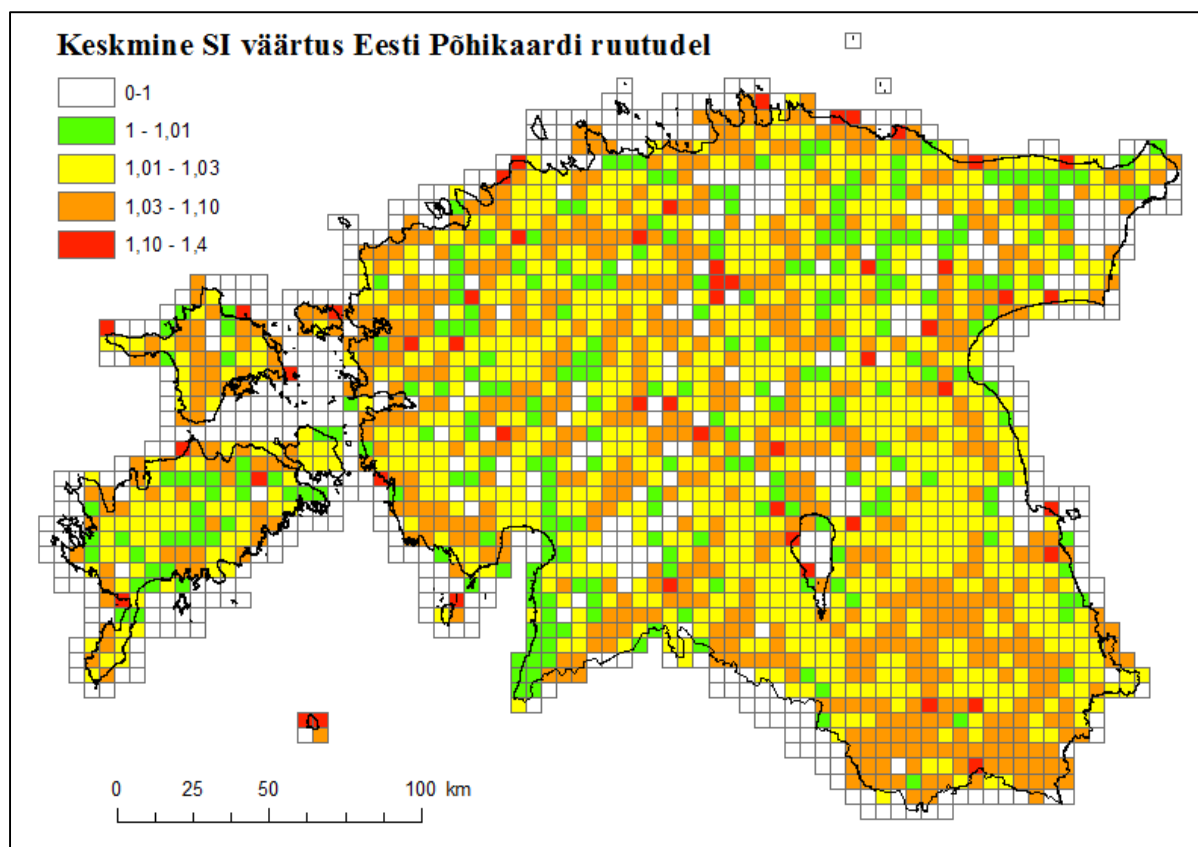 Keskmine SI väärtus Eesti Põhikaardi ruutudel
0-1
1 - 1,01
1,01 - 1,03
1,03 - 1,10
1,10 - 1,4
0 25 50 100 km